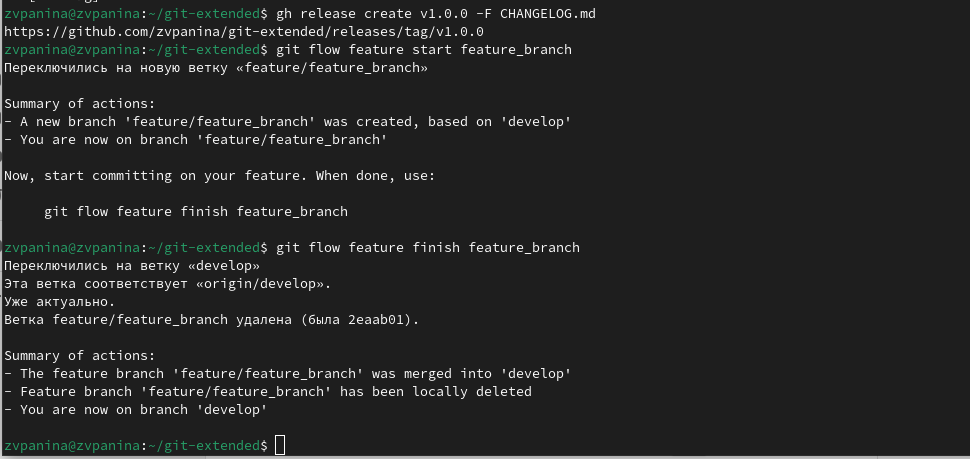 zvpanina@zvpanina:~/git-extended$ gh release create v1.0.0 -F CHANGELOG.md
https://github.com/zvpanina/git-extended/releases/tag/v1.0.0
zvpanina@zvpanina:~/git-extended$ git flow feature start feature_branch
Переключились на новую ветку «feature/feature_branch»
Summary of actions:
- A new branch 'feature/feature_branch' was created, based on 'develop'
- You are now on branch 'feature/feature_branch'
Now, start committing on your feature. When done, use:
git flow feature finish feature_branch
zvpanina@zvpanina:~/git-extended$ git flow feature finish feature_branch
Переключились на ветку «develop»
Эта ветка соответствует «origin/develop».
Уже актуально.
Ветка feature/feature_branch удалена (была 2eaab01).
Summary of actions:
- The feature branch 'feature/feature_branch' was merged into 'develop'
- Feature branch 'feature/feature_branch' has been locally deleted
- You are now on branch 'develop'
zvpanina@zvpanina:~/git-extended$